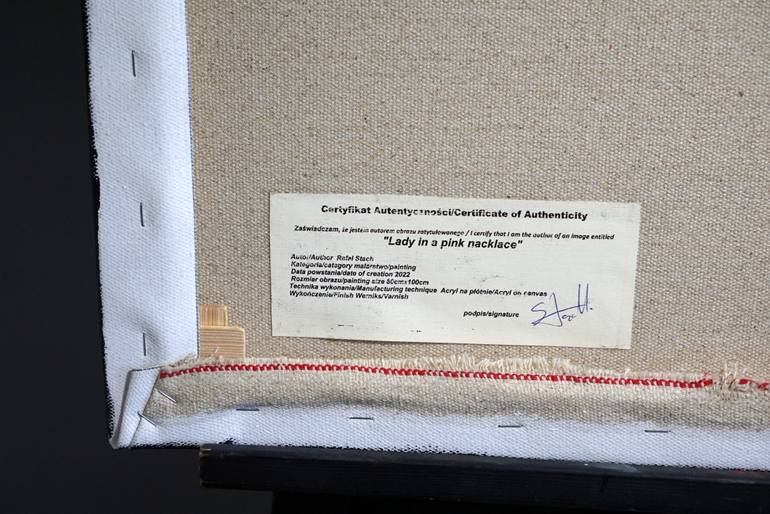 Certyfikat Autentyczności/Certificate of Authenticity
Zaświadczam, że jestem autorem obrazu zatytułowanego / I certify that I am the author of an image entitled
"Lady in a pink nacklace"
Autor/Author Rafał Stach
Kategoria/category malarstwo/painting
Data powstania/date of creation 2022
Rozmiar obrazu/painting size 80cmx100cm
Technika wykonania/Manufacturing technique Acryl na płótnie/Acryl on canvas
Wykończenie/Finish Werniks/Varnish
podpis/signature